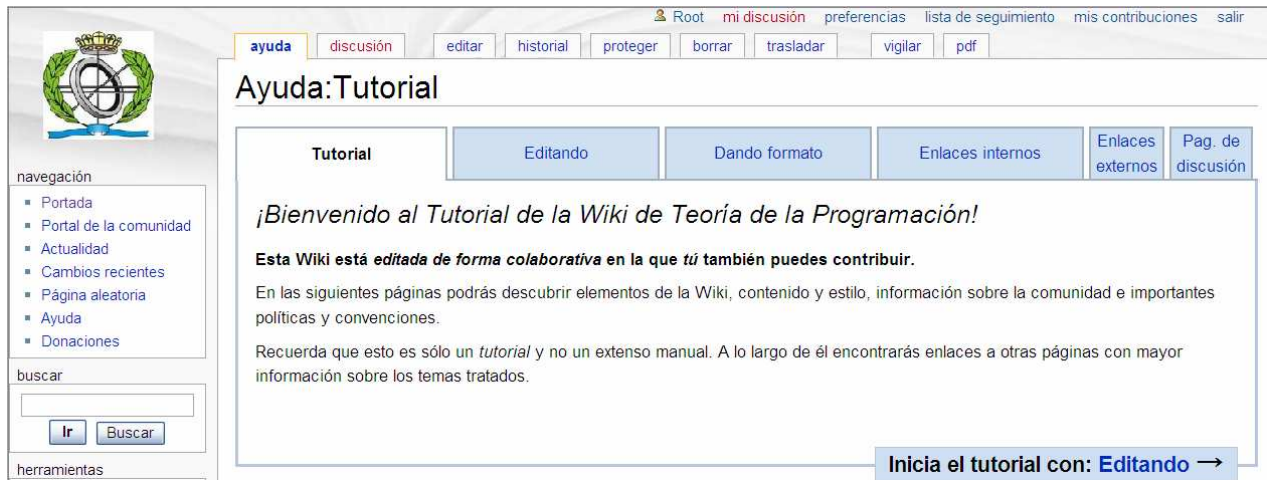 Root mi discusión preferencias lista de seguimiento mis contribuciones salir
ayuda discusión editar historial proteger borrar trasladar vigilar pdf
Ayuda:Tutorial
Tutorial Editando Dando formato Enlaces internos Enlaces externos Pag. de discusión
navegación
Portada
Portal de la comunidad
Actualidad
Cambios recientes
Página aleatoria
Ayuda
Donaciones
buscar
Ir Buscar
herramientas
¡Bienvenido al Tutorial de la Wiki de Teoría de la Programación!
Esta Wiki está editada de forma colaborativa en la que tú también puedes contribuir.
En las siguientes páginas podrás descubrir elementos de la Wiki, contenido y estilo, información sobre la comunidad e importantes
políticas y convenciones.
Recuerda que esto es sólo un tutorial y no un extenso manual. A lo largo de él encontrarás enlaces a otras páginas con mayor
información sobre los temas tratados.
Inicia el tutorial con: Editando →